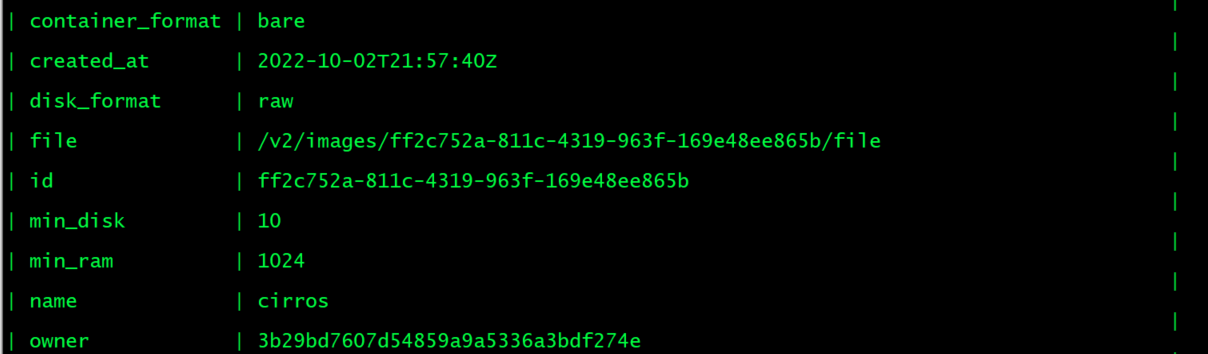 | container_format | bare |
| created_at | 2022-10-02T21:57:40Z |
| disk_format | raw |
| file | /v2/images/ff2c752a-811c-4319-963f-169e48ee865b/file |
| id | ff2c752a-811c-4319-963f-169e48ee865b |
| min_disk | 10 |
| min_ram | 1024 |
| name | cirros |
| owner | 3b29bd7607d54859a9a5336a3bdf274e |